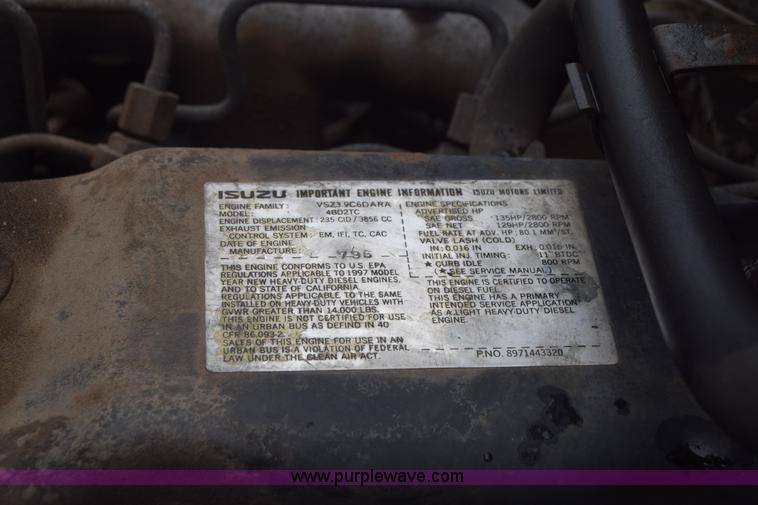 ISUZU IMPORTANT ENGINE INFORMATION ISUZU MOTORS LIMITED
ENGINE FAMILY: VSZ3.9C6DARA
MODEL: 4BD2TC
ENGINE DISPLACEMENT: 235 CID / 3856 CC
EXHAUST EMISSION
CONTROL SYSTEM: EM, IFI, TC, CAC
DATE OF ENGINE
MANUFACTURE:
THIS ENGINE CONFORMS TO U.S. EPA
REGULATIONS APPLICABLE TO 1997 MODEL
YEAR NEW HEAVY-DUTY DIESEL ENGINES,
AND TO STATE OF CALIFORNIA
REGULATIONS APPLICABLE TO THE SAME
INSTALLED ON HEAVY-DUTY VEHICLES WITH
GVWR GREATER THAN 14,000 LBS.
THIS ENGINE IS NOT CERTIFIED FOR USE
IN AN URBAN BUS AS DEFIND IN 40
CFR 86.093-2
SALES OF THIS ENGINE FOR USE IN AN
URBAN BUS IS A VIOLATION OF FEDERAL
LAW UNDER THE CLEAN AIR ACT.
ENGINE SPECIFICATIONS
ADVERTISED HP
SAE GROSS 135HP/2800 RPM
SAE NET 129HP/2800 RPM
FUEL RATE AT ADV. HP: 80.1 MM³/ST.
VALVE LASH (COLD)
IN: 0.016 IN EXH: 0.016 IN.
INITIAL INJ. TIMING: 11° BTDC
★ CURB IDLE 800 RPM
(★ SEE SERVICE MANUAL)
THIS ENGINE IS CERTIFIED TO OPERATE
ON DIESEL FUEL.
THIS ENGINE HAS A PRIMARY
INTENDED SERVICE APPLICATION
AS A LIGHT HEAVY-DUTY DIESEL
ENGINE.
P.NO. 8971443320
www.purplewave.com